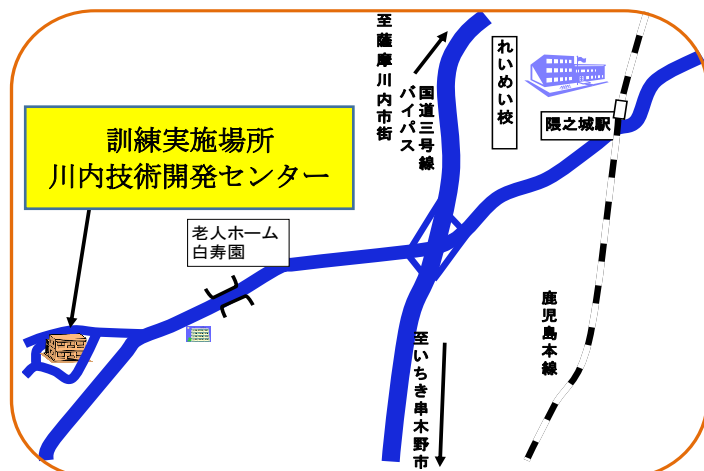 至薩摩川内市街
国道三号線
バイパス
れいめい校
隈之城駅
訓練実施場所
川内技術開発センター
老人ホーム
白寿園
鹿児島本線
至いちき串木野市